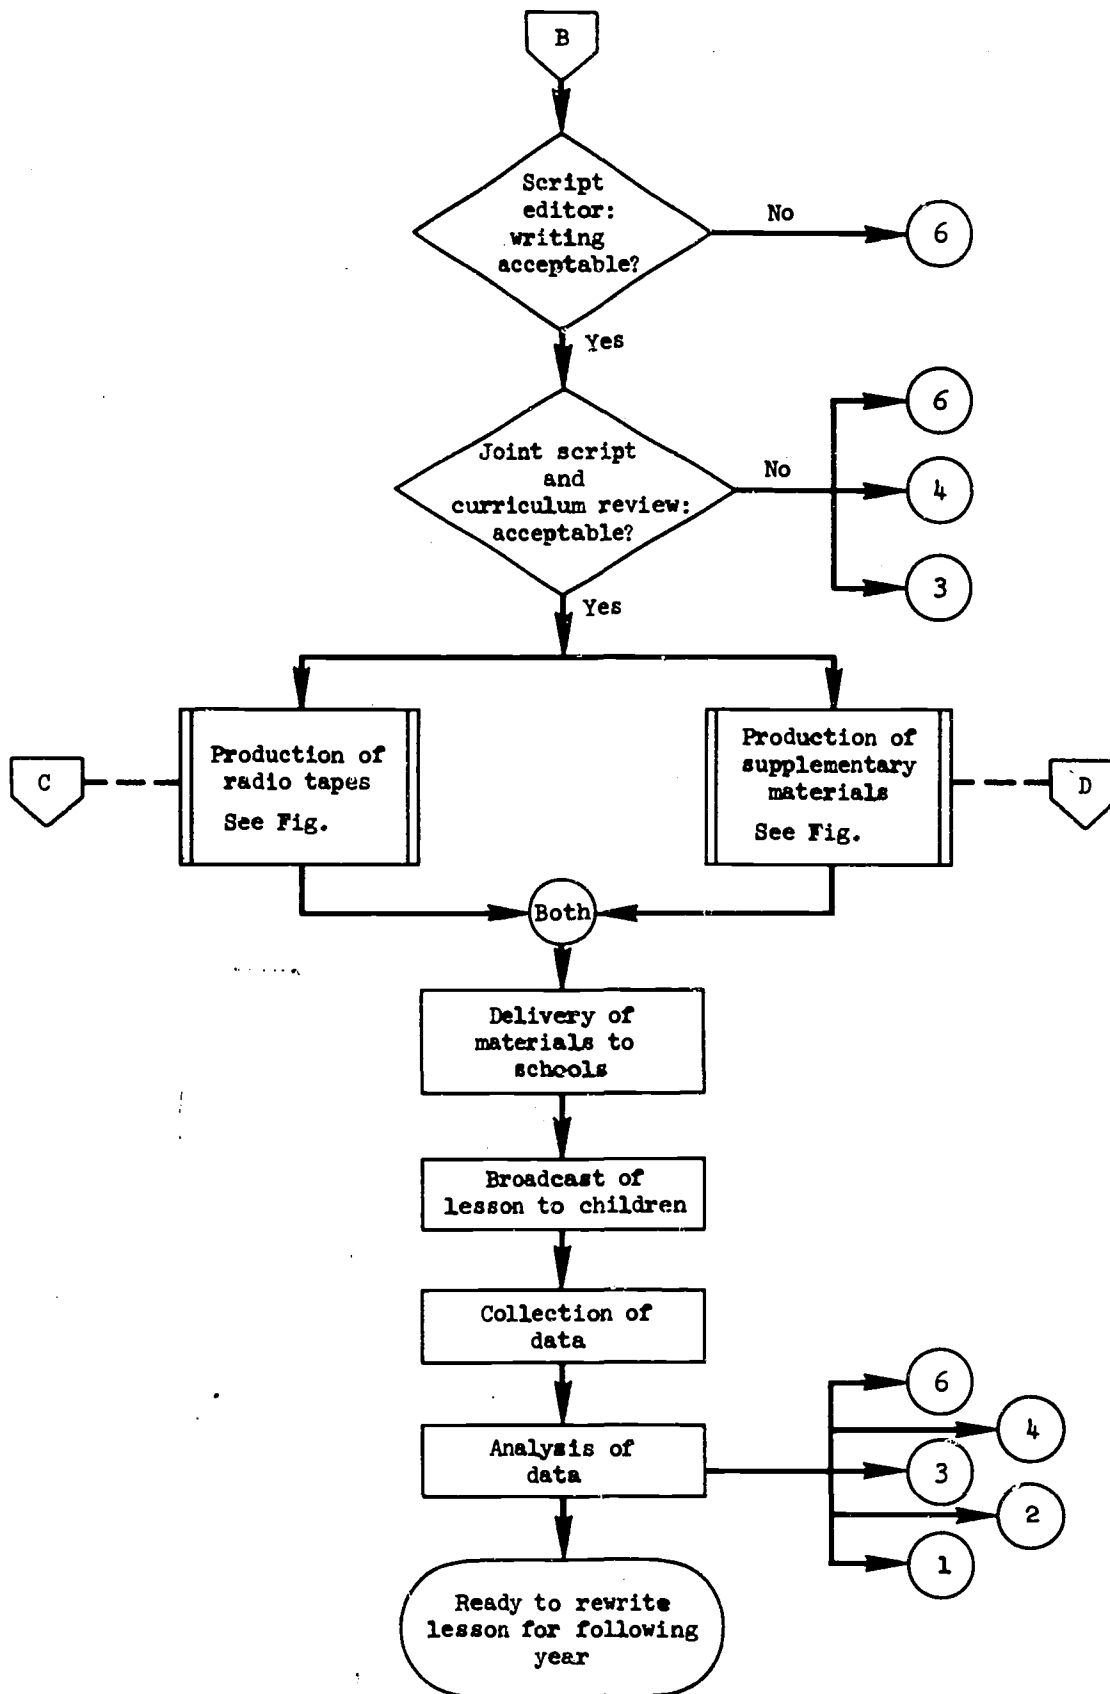 B
Script
editor:
writing
acceptable?
No
6
Yes
Joint script
and
curriculum review:
acceptable?
No
6
4
3
Yes
C
Production of
radio tapes
See Fig.
Production of
supplementary
materials
See Fig.
D
Both
Delivery of
materials to
schools
Broadcast of
lesson to children
Collection of
data
Analysis of
data
6
4
3
2
1
Ready to rewrite
lesson for following
year